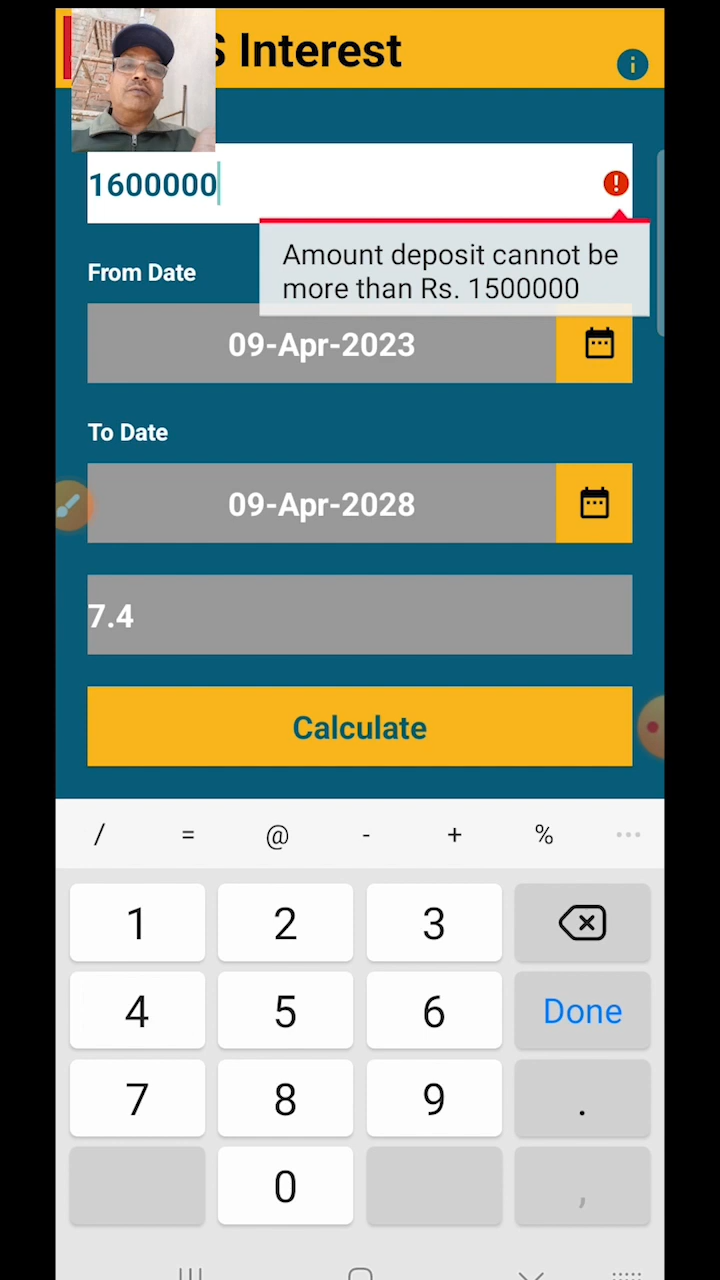 S Interest
1600000
Amount deposit cannot be
more than Rs. 1500000
From Date
09-Apr-2023
To Date
09-Apr-2028
7.4
Calculate
/ = @ - + % ...
1 2 3
4 5 6 Done
7 8 9 .
0 ,